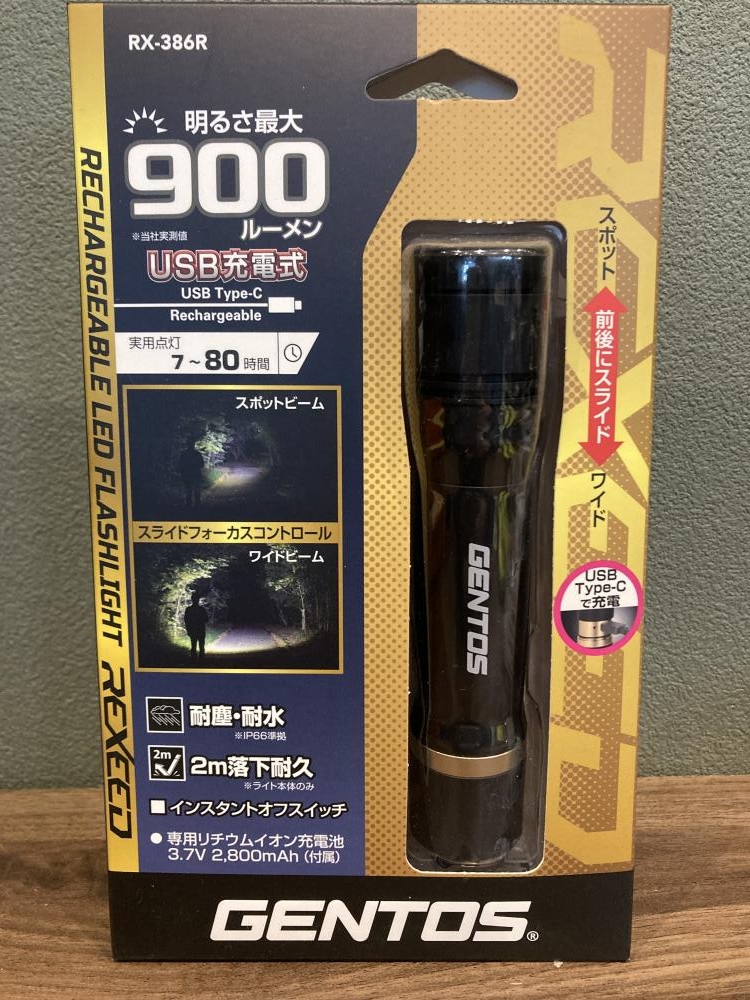 RX-386R
明るさ最大
900
ルーメン
※当社実測値
USB充電式
USB Type-C
Rechargeable
実用点灯
7～80時間
スポットビーム
スライドフォーカスコントロール
ワイドビーム
耐塵・耐水
※IP66準拠
2m
2m落下耐久
※ライト本体のみ
■インスタントオフスイッチ
●専用リチウムイオン充電池
3.7V 2,800mAh（付属）
RECHARGEABLE LED FLASHLIGHT REXEED
スポット
前後にスライド
ワイド
USB
Type-C
で充電
GENTOS
REXEED
GENTOS®